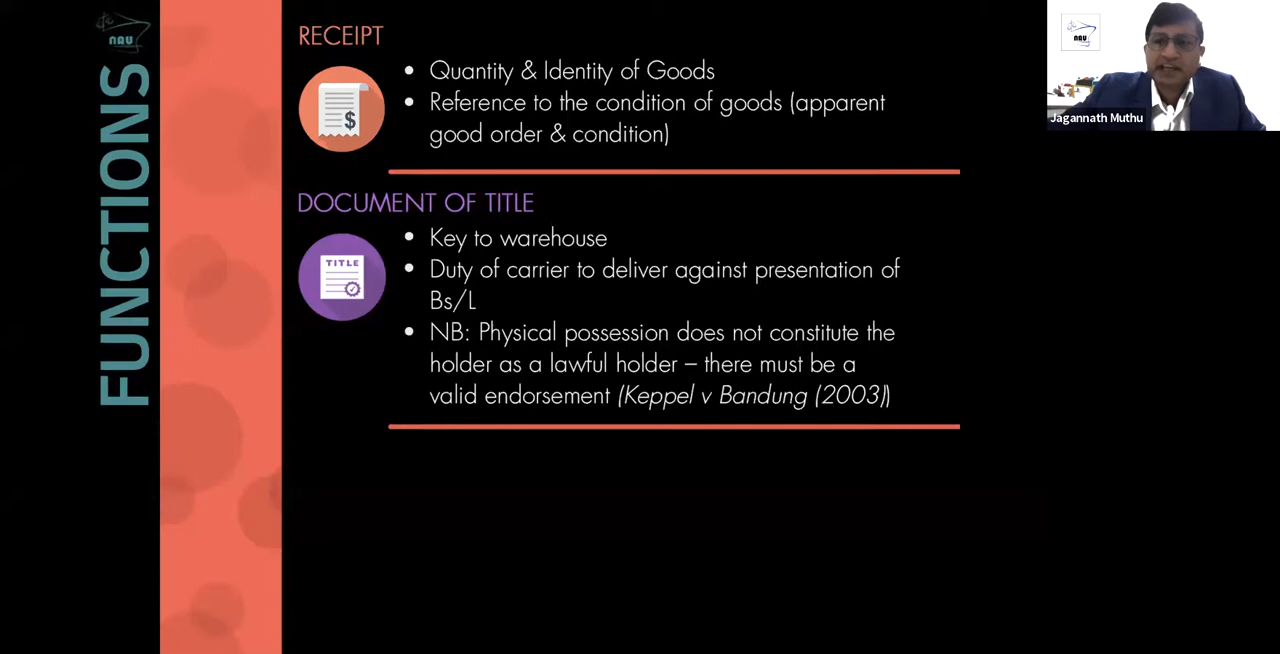 FUNCTIONS
nau
RECEIPT
$
• Quantity & Identity of Goods
• Reference to the condition of goods (apparent
good order & condition)
DOCUMENT OF TITLE
TITLE
• Key to warehouse
• Duty of carrier to deliver against presentation of
Bs/L
• NB: Physical possession does not constitute the
holder as a lawful holder – there must be a
valid endorsement (Keppel v Bandung (2003))
nau
Jagannath Muthu